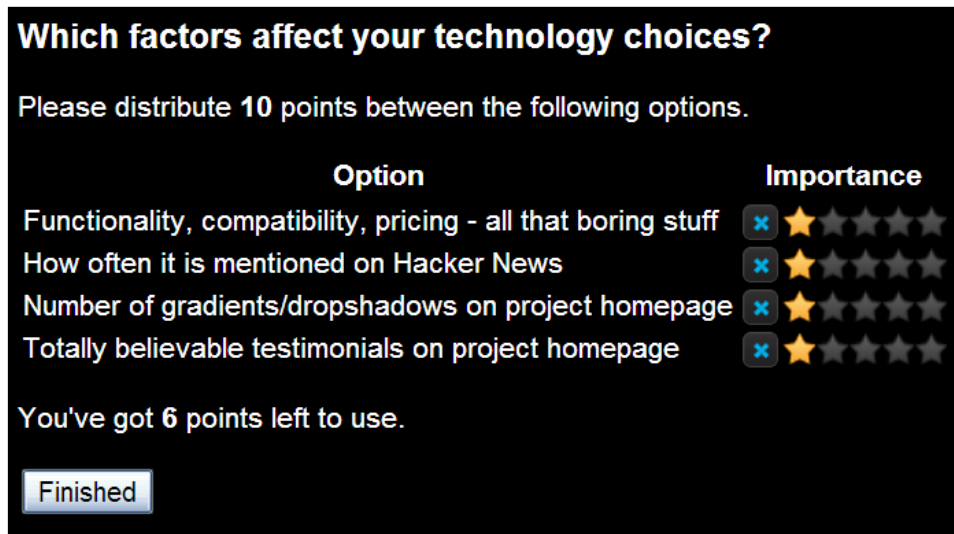 Which factors affect your technology choices?
Please distribute 10 points between the following options.
Option Importance
Functionality, compatibility, pricing - all that boring stuff
How often it is mentioned on Hacker News
Number of gradients/dropshadows on project homepage
Totally believable testimonials on project homepage
You've got 6 points left to use.
Finished